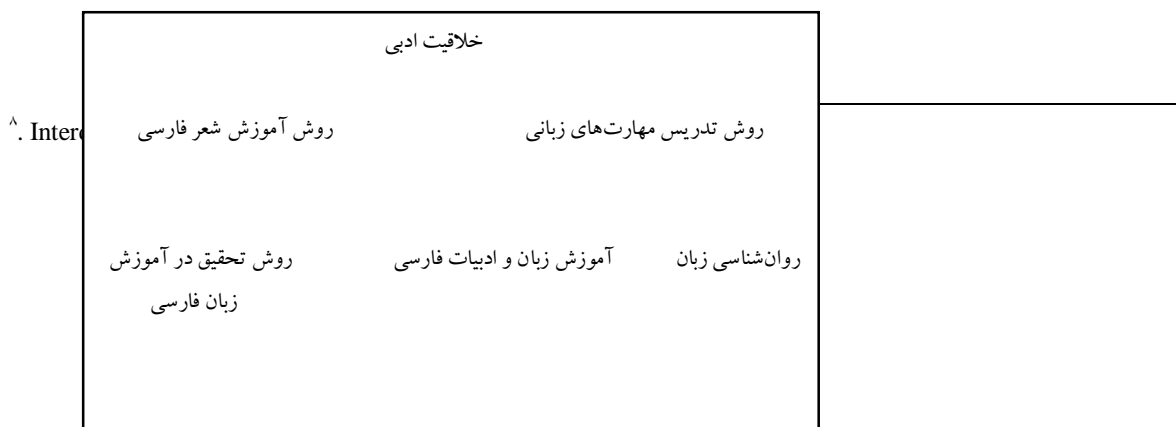 خلاقیت ادبی
روش تدریس مهارت‌های زبانی روش آموزش شعر فارسی
۸.
روان‌شناسی زبان آموزش زبان و ادبیات فارسی روش تحقیق در آموزش
زبان فارسی